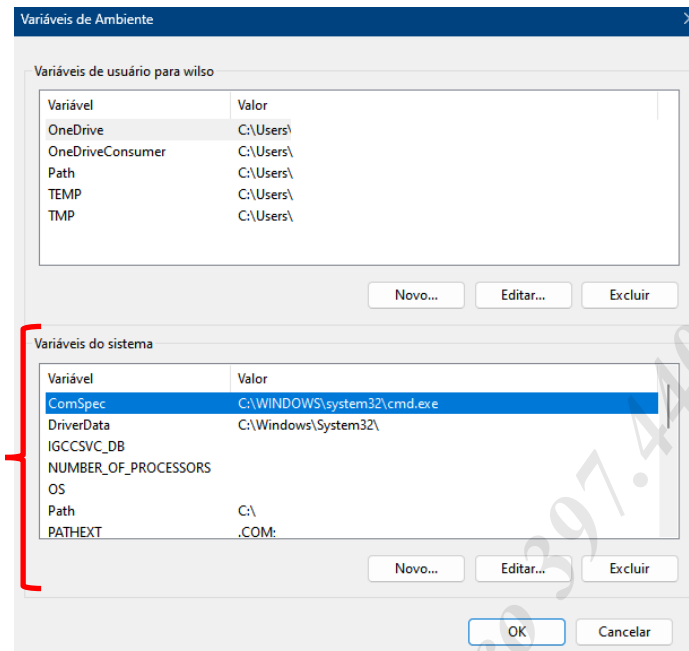 Variáveis de Ambiente
Variáveis de usuário para wilso
Variável Valor
OneDrive C:\Users\
OneDriveConsumer C:\Users\
Path C:\Users\
TEMP C:\Users\
TMP C:\Users\
Novo... Editar... Excluir
Variáveis do sistema
Variável Valor
ComSpec C:\WINDOWS\system32\cmd.exe
DriverData C:\Windows\System32\
IGCCSVC_DB
NUMBER_OF_PROCESSORS
OS
Path C:\
PATHEXT .COM:
Novo... Editar... Excluir
OK Cancelar
397.440